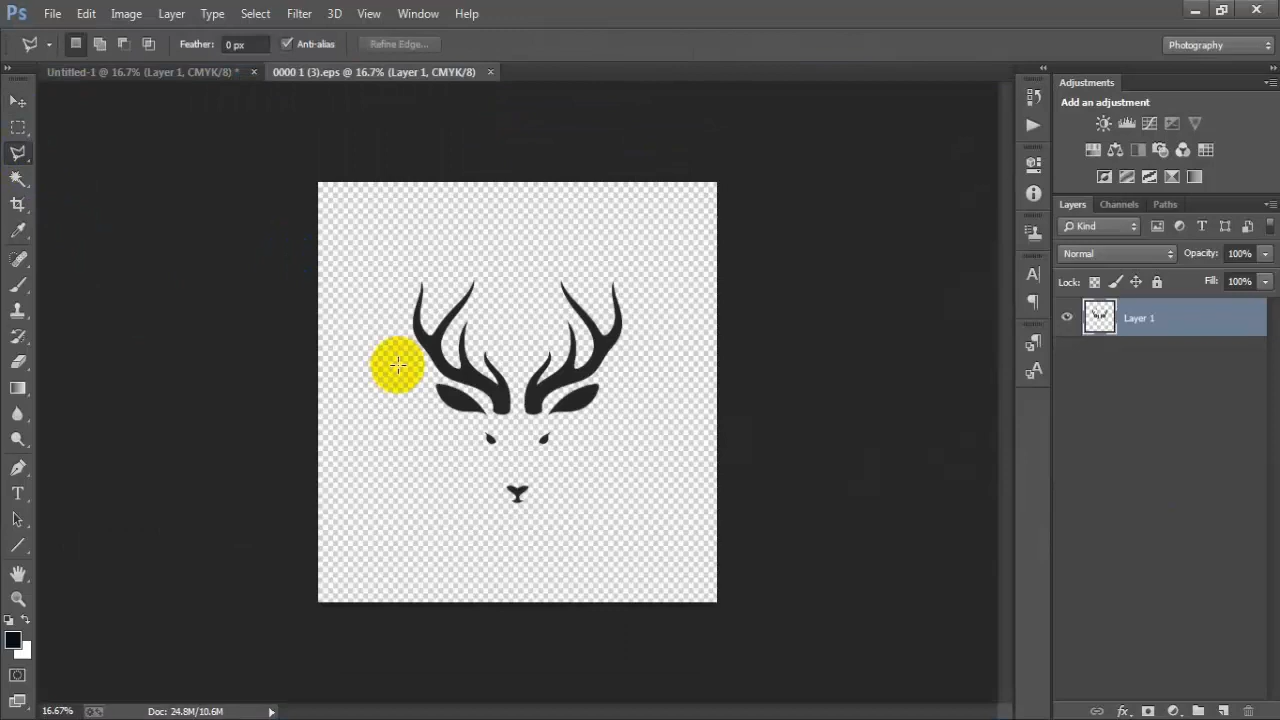 Ps File Edit Image Layer Type Select Filter 3D View Window Help
Feather: 0 px Anti-alias Refine Edge... Photography
Untitled-1 @ 16.7% (Layer 1, CMYK/8) * × 0000 1 (3).eps @ 16.7% (Layer 1, CMYK/8) ×
Adjustments
Add an adjustment
Layers Channels Paths
Kind
Normal Opacity: 100%
Lock: Fill: 100%
Layer 1
16.67% Doc: 24.8M/10.6M